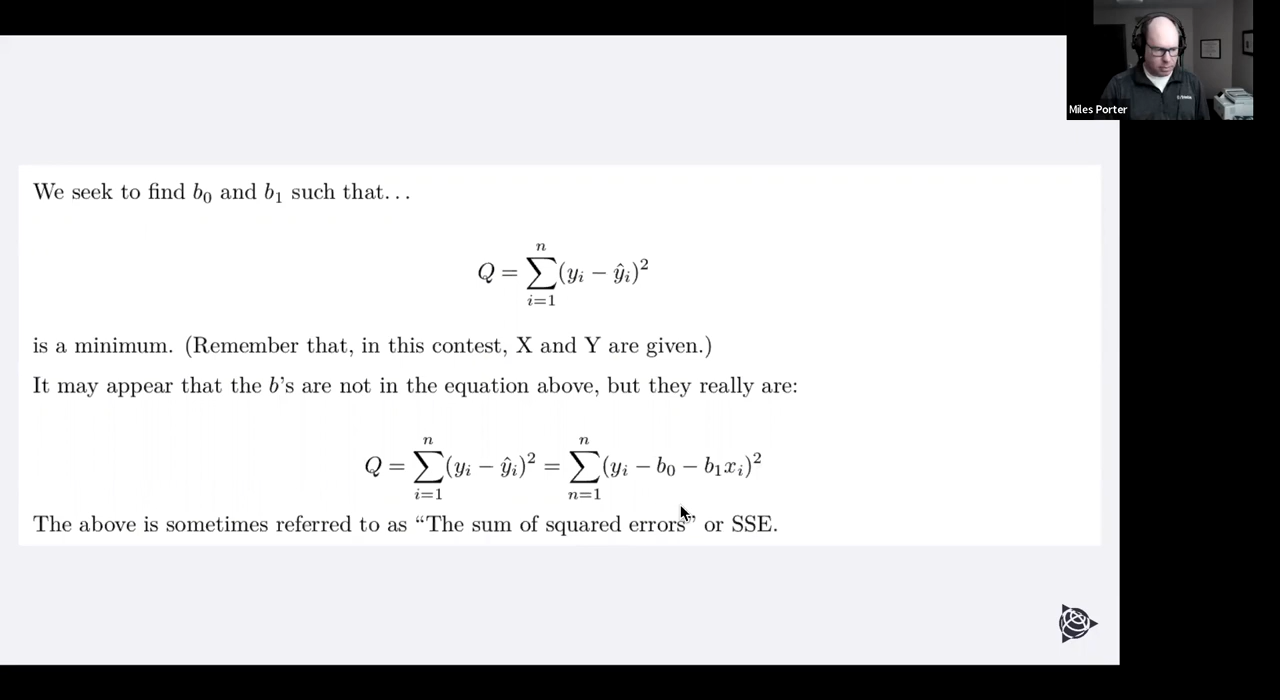 Miles Porter
We seek to find b₀ and b₁ such that...
Q = ∑ᵢ₌₁ⁿ (yᵢ − ŷᵢ)²
is a minimum. (Remember that, in this contest, X and Y are given.)
It may appear that the b's are not in the equation above, but they really are:
Q = ∑ᵢ₌₁ⁿ (yᵢ − ŷᵢ)² = ∑ₙ₌₁ⁿ (yᵢ − b₀ − b₁xᵢ)²
The above is sometimes referred to as “The sum of squared errors” or SSE.